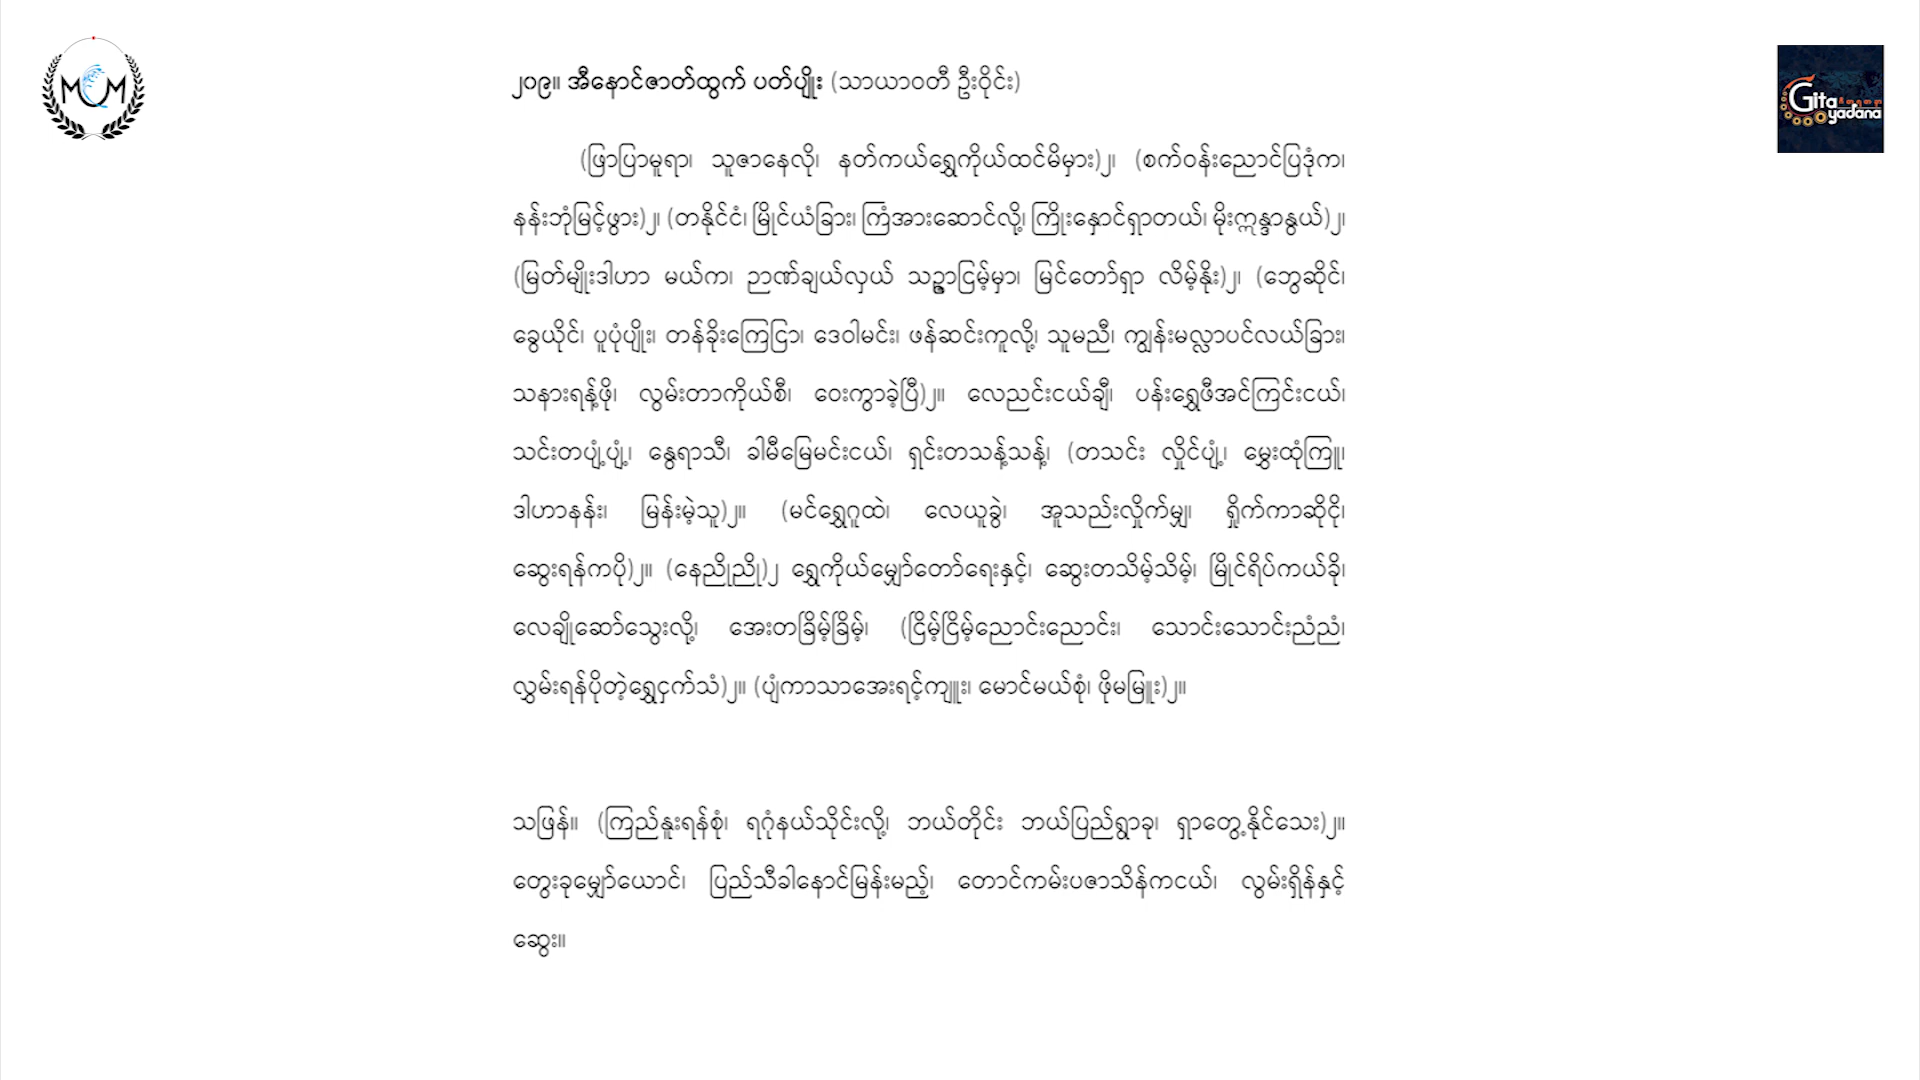 MCM
Gita
ဂီတရတနာ
yadana
၂၀၉။ အီနောင်ဇာတ်ထွက် ပတ်ပျိုး (သာယာဝတီ ဦးဝိုင်း)
(ဖြာပြာမူရာ၊ သူဇာနေလို၊ နတ်ကယ်ရွှေကိုယ်ထင်မိမှား)၂၊ (စက်ဝန်းညောင်ပြဒုံက၊
နန်းဘုံမြင့်ဖွား)၂၊ (တနိုင်ငံ၊ မြိုင်ယံခြား၊ ကြံအားဆောင်လို့၊ ကြိုးနှောင်ရှာတယ်၊ မိုးဣန္ဒာနွယ်)၂၊
(မြတ်မျိုးဒါဟာ မယ်က၊ ဉာဏ်ချယ်လှယ် သဥ္ဇာငြမ့်မှာ၊ မြင်တော်ရှာ လိမ့်နိုး)၂၊ (ဘွေဆိုင်၊
ခွေယိုင်၊ ပူပုံပျိုး၊ တန်ခိုးကြေငြာ၊ ဒေဝါမင်း၊ ဖန်ဆင်းကူလို့၊ သူမညီ၊ ကျွန်းမလ္လာပင်လယ်ခြား၊
သနားရန့်ဖို၊ လွမ်းတာကိုယ်စီ၊ ဝေးကွာခဲ့ပြီ)၂။ လေညင်းငယ်ချီ၊ ပန်းရွှေဖီအင်ကြင်းငယ်၊
သင်းတပျံ့ပျံ့၊ နွေရာသီ၊ ခါမီမြေမင်းငယ်၊ ရှင်းတသန့်သန့်၊ (တသင်း လှိုင်ပျံ့၊ မွှေးထုံကြူ၊
ဒါဟာနန်း၊ မြန်းမဲ့သူ)၂။ (မင်ရွှေဂူထဲ၊ လေယူခွဲ၊ အူသည်းလှိုက်မျှ၊ ရှိုက်ကာဆိုငို၊
ဆွေးရန်ကပို)၂။ (နေညိုညို)၂ ရွှေကိုယ်မျှော်တော်ရေးနှင့်၊ ဆွေးတသိမ့်သိမ့်၊ မြိုင်ရိပ်ကယ်ခို၊
လေချိုဆော်သွေးလို့၊ အေးတခြိမ့်ခြိမ့်၊ (ငြိမ့်ငြိမ့်ညောင်းညောင်း၊ သောင်းသောင်းညံညံ၊
လွှမ်းရန်ပိုတဲ့ရွှေငှက်သံ)၂။ (ပျံကာသာအေးရင့်ကျူး၊ မောင်မယ်စုံ၊ ဖိုမမြူး)၂။
သဖြန်။ (ကြည်နူးရန်စုံ၊ ရဂုံနယ်သိုင်းလို့၊ ဘယ်တိုင်း ဘယ်ပြည်ရွာခု၊ ရှာတွေ့နိုင်သေး)၂။
တွေးခုမျှော်ယောင်၊ ပြည်သီခါနောင်မြန်းမည့်၊ တောင်ကမ်းပဇာသိန်ကငယ်၊ လွမ်းရှိန်နှင့်
ဆွေး။